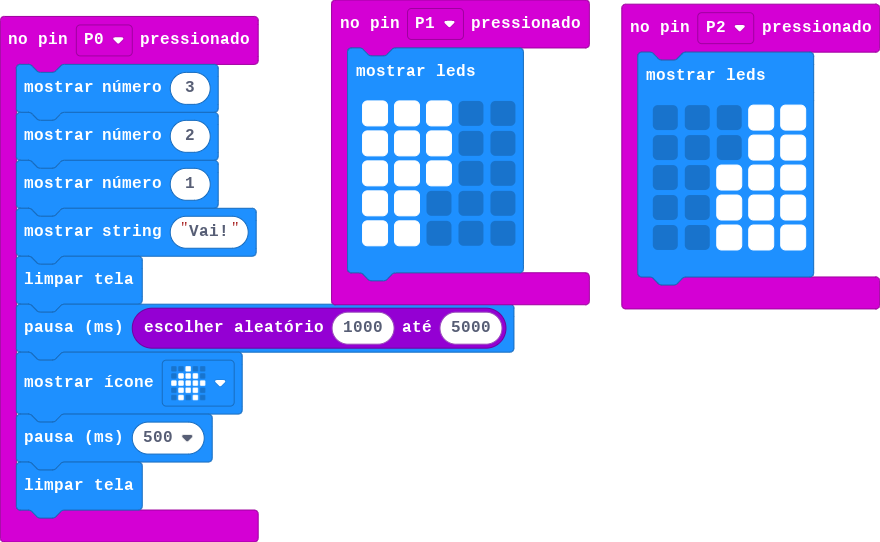 no pin P0 pressionado
mostrar número 3
mostrar número 2
mostrar número 1
mostrar string "Vai!"
limpar tela
pausa (ms) escolher aleatório 1000 até 5000
mostrar ícone
pausa (ms) 500
limpar tela
no pin P1 pressionado
mostrar leds
no pin P2 pressionado
mostrar leds